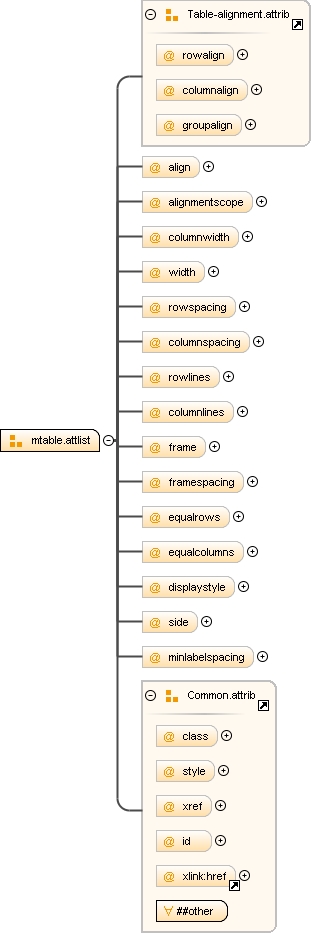 Table-alignment.attrib
@ rowalign
@ columnalign
@ groupalign
@ align
@ alignmentscope
@ columnwidth
@ width
@ rowspacing
@ columnspacing
@ rowlines
@ columnlines
mtable.attlist
@ frame
@ framespacing
@ equalrows
@ equalcolumns
@ displaystyle
@ side
@ minlabelspacing
Common.attrib
@ class
@ style
@ xref
@ id
@ xlink:href
∀ ##other